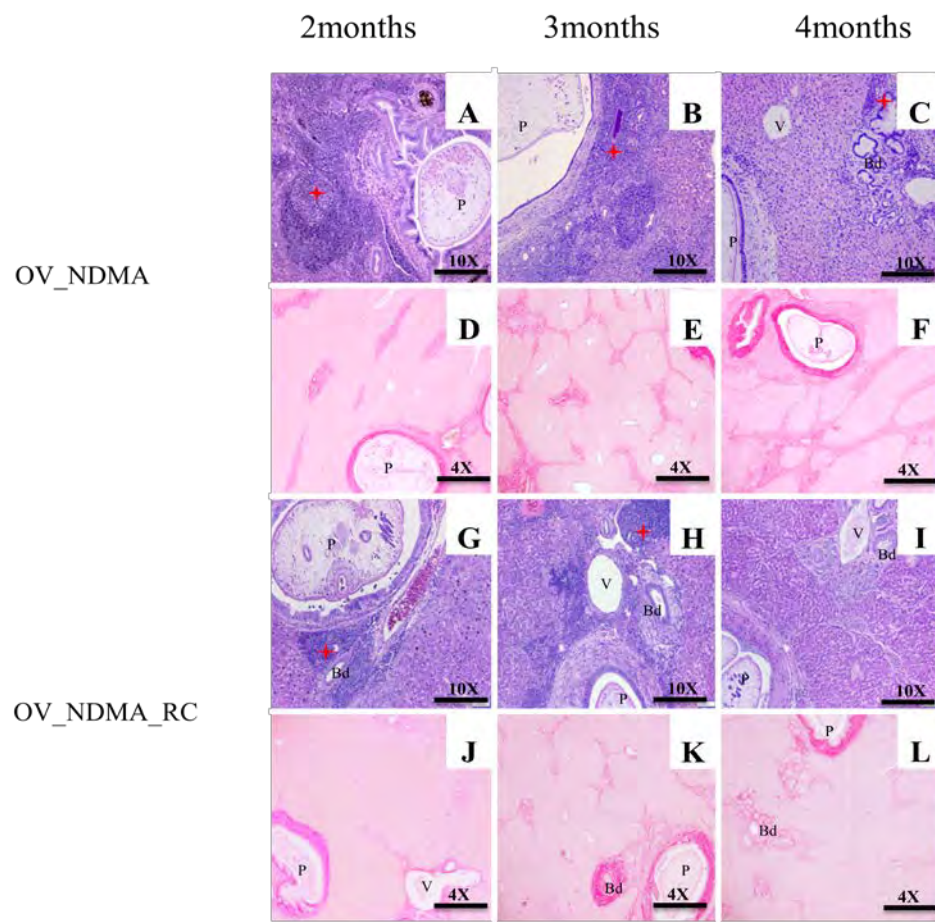 2months 3months 4months
OV_NDMA
OV_NDMA_RC
A P 10X
B P 10X
C V Bd P 10X
D P 4X
E 4X
F P 4X
G P Bd 10X
H V Bd P 10X
I V Bd P 10X
J P V 4X
K Bd P 4X
L P Bd 4X